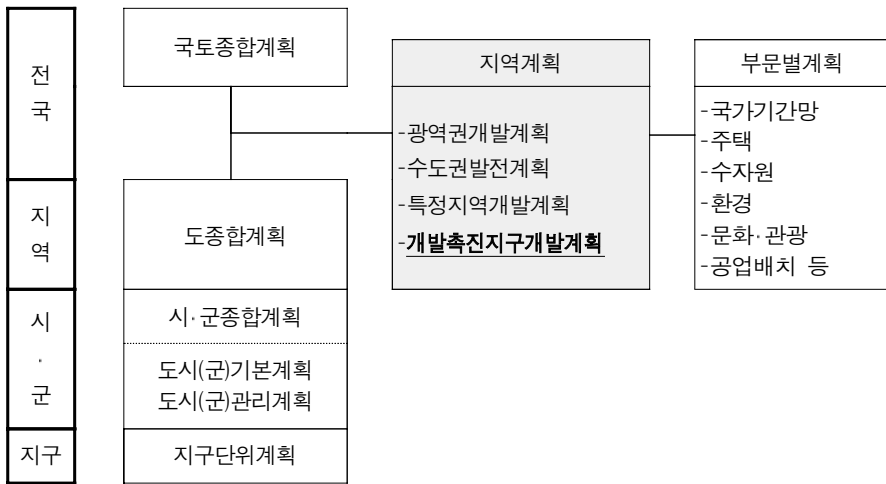 전
국
국토종합계획
지역계획
-광역권개발계획
-수도권발전계획
-특정지역개발계획
-개발촉진지구개발계획
부문별계획
-국가기간망
-주택
-수자원
-환경
-문화·관광
-공업배치 등
지
역
도종합계획
시
·
군
시·군종합계획
도시(군)기본계획
도시(군)관리계획
지구
지구단위계획